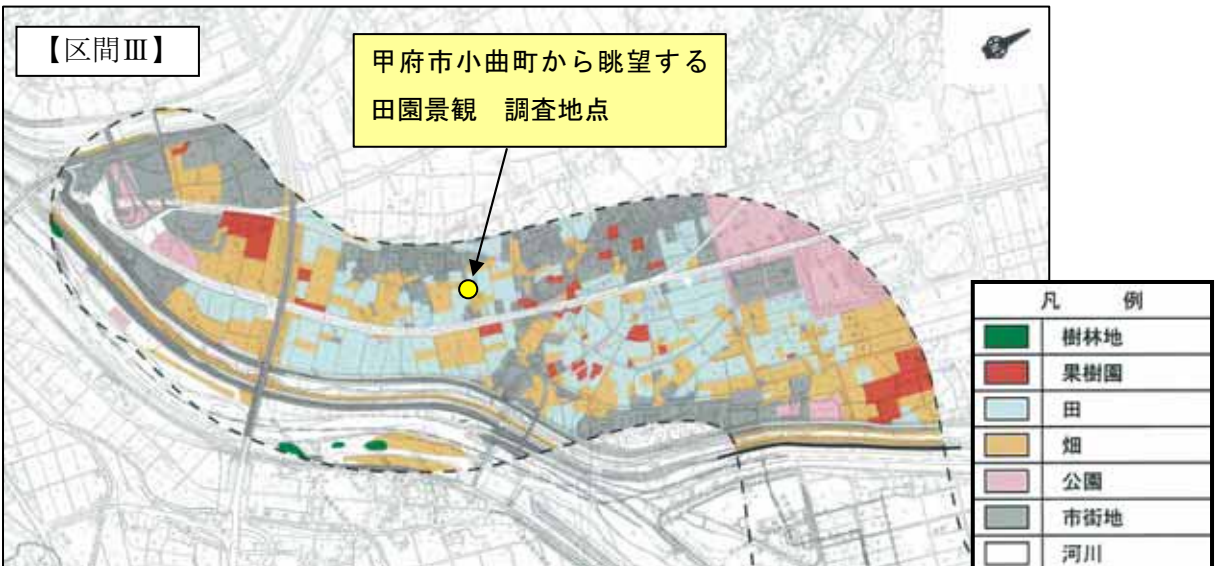 【区間Ⅲ】
甲府市小曲町から眺望する
田園景観　調査地点
凡　例
樹林地
果樹園
田
畑
公園
市街地
河川